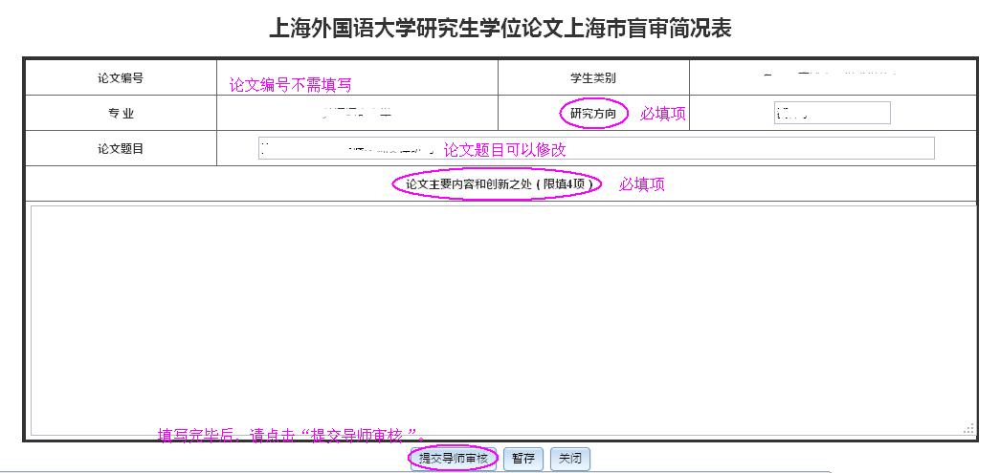 上海外国语大学研究生学位论文上海市盲审简况表
论文编号 论文编号不需填写 学生类别
专 业 研究方向 必填项
论文题目 论文题目可以修改
论文主要内容和创新之处（限填4项） 必填项
填写完毕后，请点击“提交导师审核 ”。
提交导师审核 暂存 关闭